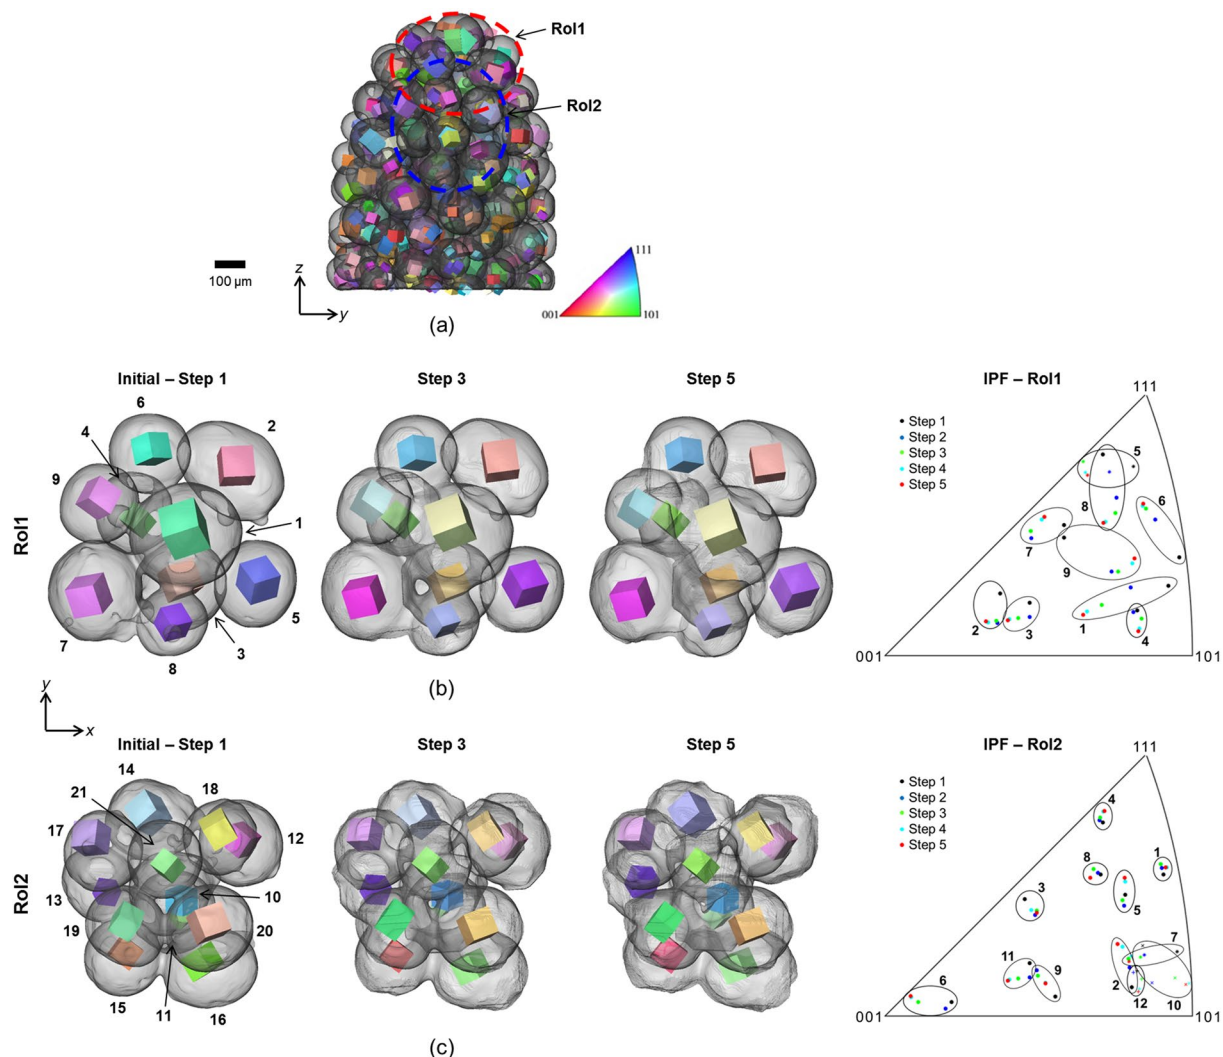 RoI1
RoI2
111
100 µm
z
y
001
101
(a)
Initial – Step 1
Step 3
Step 5
IPF – RoI1
111
6
2
4
9
1
7
5
8
3
RoI1
Step 1
Step 2
Step 3
Step 4
Step 5
5
8
6
7
9
2
3
1
4
001
101
(b)
y
x
Initial – Step 1
Step 3
Step 5
IPF – RoI2
111
14
21
18
17
12
13
10
19
20
15
11
16
RoI2
Step 1
Step 2
Step 3
Step 4
Step 5
4
8
1
5
3
7
11
9
6
2
12
10
001
101
(c)